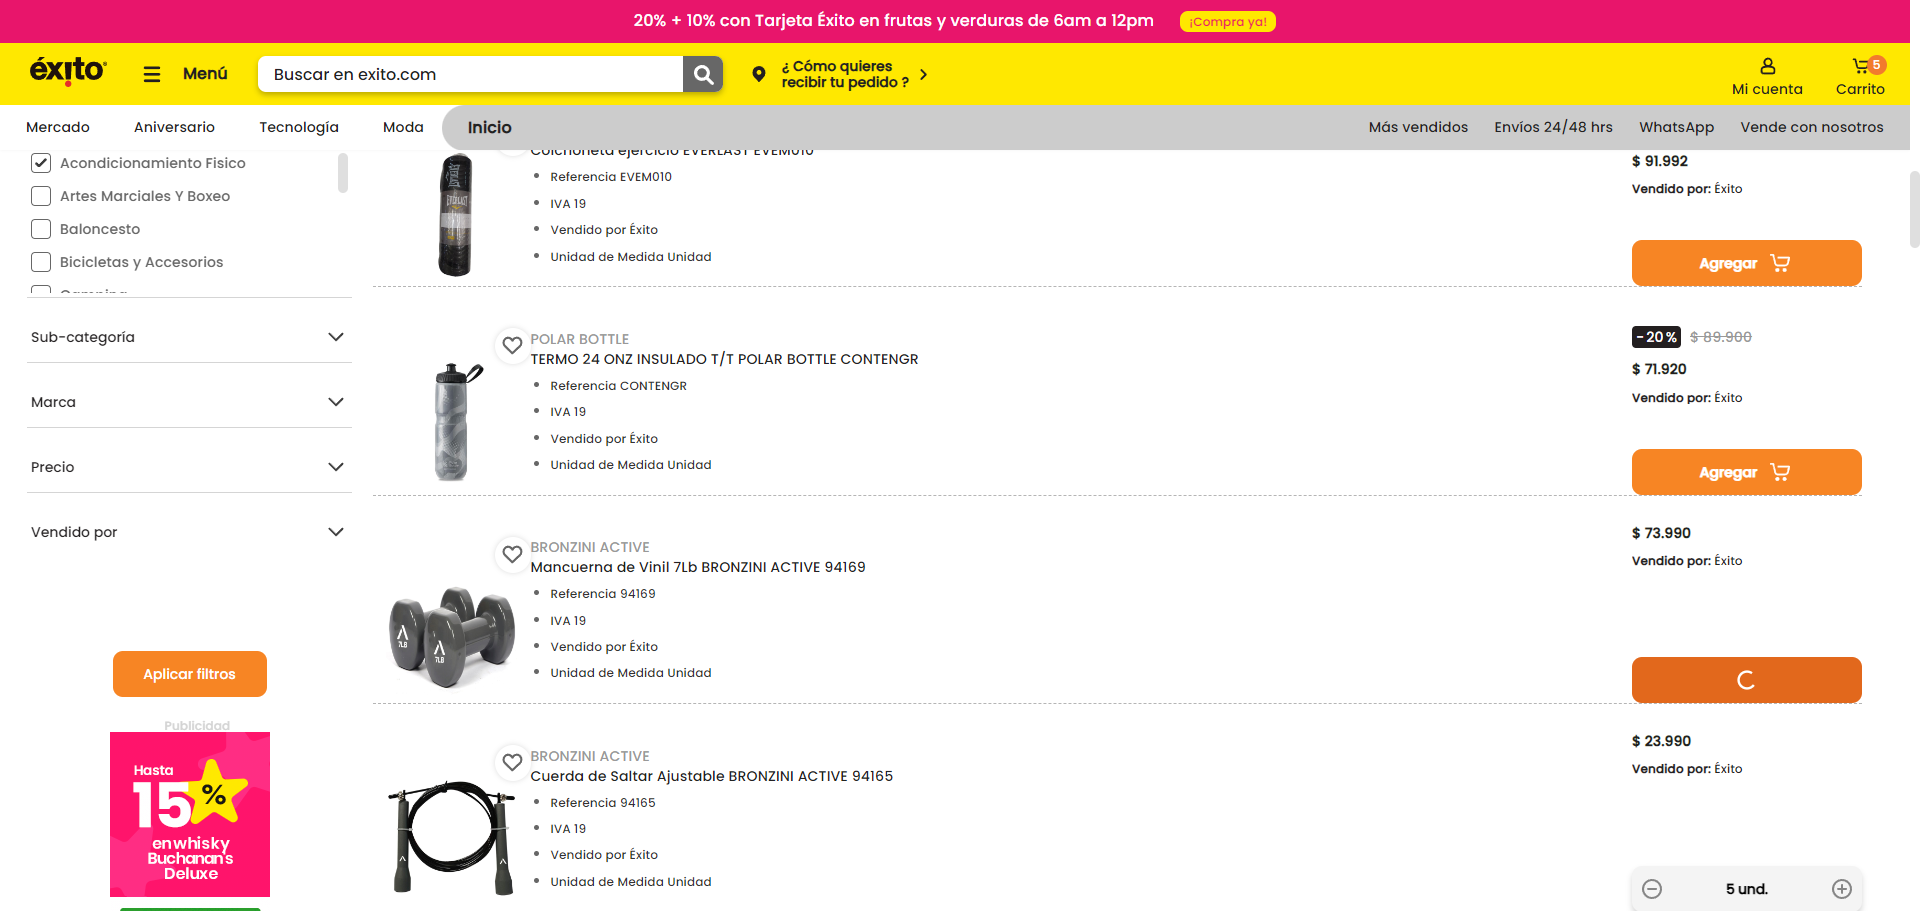 20% + 10% con Tarjeta Éxito en frutas y verduras de 6am a 12pm
¡Compra ya!
éxito
Menú
Buscar en exito.com
¿ Cómo quieres
recibir tu pedido ?
Mi cuenta
5
Carrito
Mercado
Aniversario
Tecnología
Moda
Inicio
Más vendidos
Envíos 24/48 hrs
WhatsApp
Vende con nosotros
Acondicionamiento Fisico
Artes Marciales Y Boxeo
Baloncesto
Bicicletas y Accesorios
Camping
Sub-categoría
Marca
Precio
Vendido por
Aplicar filtros
Publicidad
Hasta
15%
en whisky
Buchanan's
Deluxe
Colchoneta ejercicio EVERLAST EVEM010
Referencia EVEM010
IVA 19
Vendido por Éxito
Unidad de Medida Unidad
$ 91.992
Vendido por: Éxito
Agregar
POLAR BOTTLE
TERMO 24 ONZ INSULADO T/T POLAR BOTTLE CONTENGR
Referencia CONTENGR
IVA 19
Vendido por Éxito
Unidad de Medida Unidad
-20% $ 89.900
$ 71.920
Vendido por: Éxito
Agregar
BRONZINI ACTIVE
Mancuerna de Vinil 7Lb BRONZINI ACTIVE 94169
Referencia 94169
IVA 19
Vendido por Éxito
Unidad de Medida Unidad
7LB
7LB
$ 73.990
Vendido por: Éxito
BRONZINI ACTIVE
Cuerda de Saltar Ajustable BRONZINI ACTIVE 94165
Referencia 94165
IVA 19
Vendido por Éxito
Unidad de Medida Unidad
$ 23.990
Vendido por: Éxito
5 und.